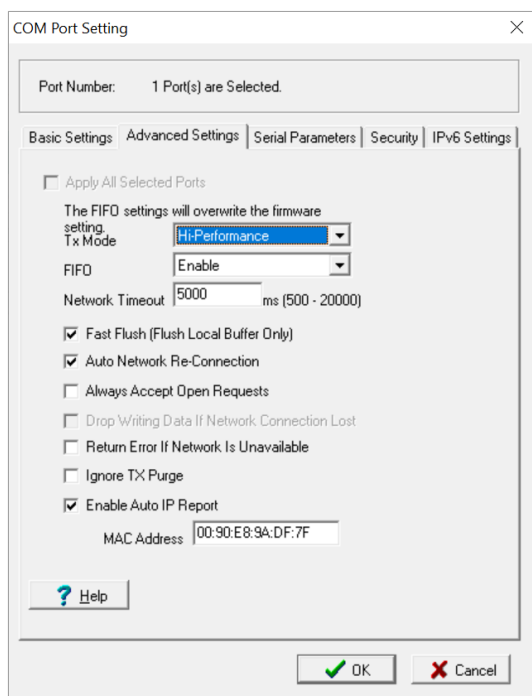 COM Port Setting
Port Number: 1 Port(s) are Selected.
Basic Settings Advanced Settings Serial Parameters Security IPv6 Settings
Apply All Selected Ports
The FIFO settings will overwrite the firmware
setting.
Tx Mode Hi-Performance
FIFO Enable
Network Timeout 5000 ms (500 - 20000)
Fast Flush (Flush Local Buffer Only)
Auto Network Re-Connection
Always Accept Open Requests
Drop Writing Data If Network Connection Lost
Return Error If Network Is Unavailable
Ignore TX Purge
Enable Auto IP Report
MAC Address 00:90:E8:9A:DF:7F
? Help
OK Cancel